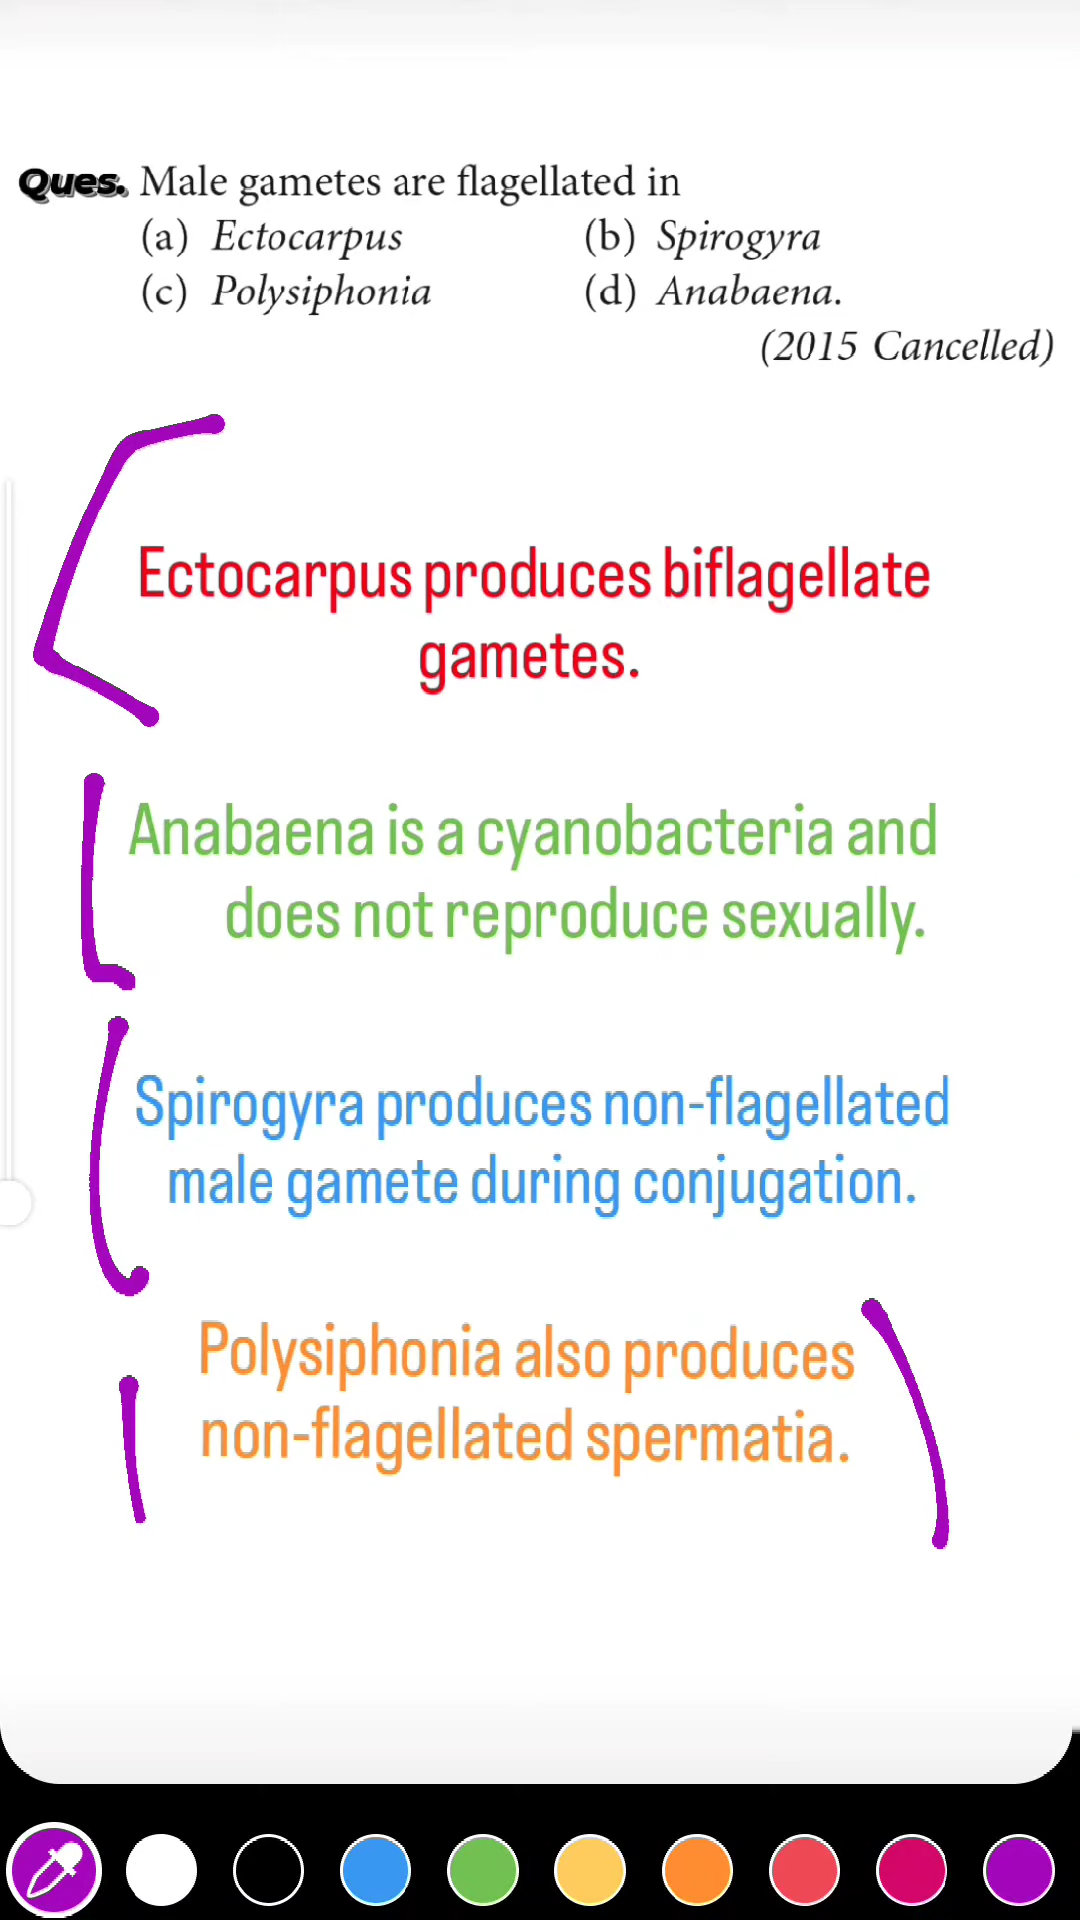 Ques. Male gametes are flagellated in
(a) Ectocarpus (b) Spirogyra
(c) Polysiphonia (d) Anabaena.
(2015 Cancelled)
Ectocarpus produces biflagellate
gametes.
Anabaena is a cyanobacteria and
does not reproduce sexually.
Spirogyra produces non-flagellated
male gamete during conjugation.
Polysiphonia also produces
non-flagellated spermatia.